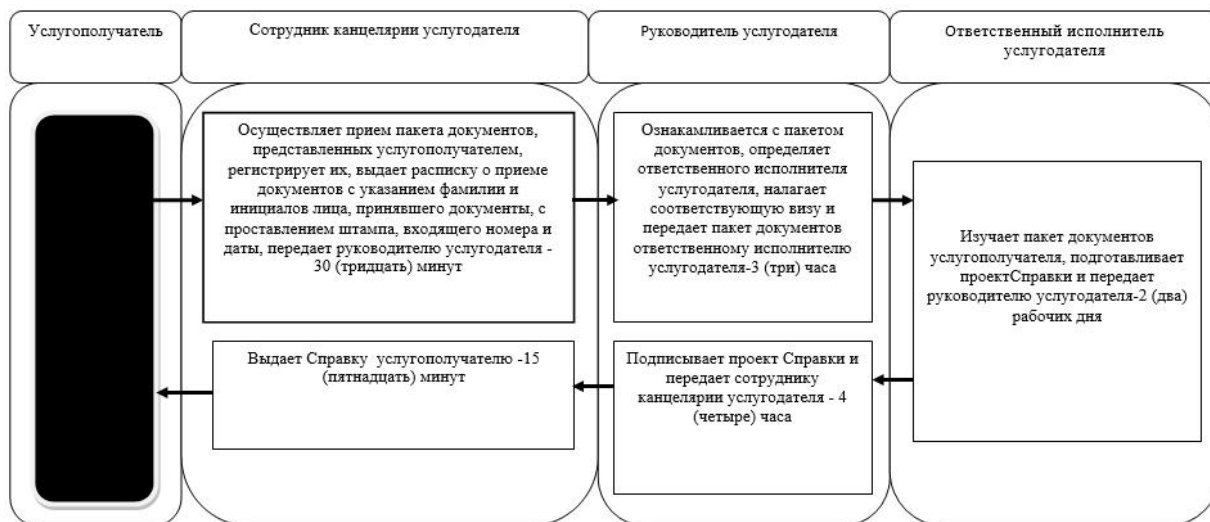 Услугополучатель
Сотрудник канцелярии услугодателя
Руководитель услугодателя
Ответственный исполнитель
услугодателя
Осуществляет прием пакета документов,
представленных услугополучателем,
регистрирует их, выдает расписку о приеме
документов с указанием фамилии и
инициалов лица, принявшего документы, с
проставлением штампа, входящего номера и
даты, передает руководителю услугодателя -
30 (тридцать) минут
Ознакамливается с пакетом
документов, определяет
ответственного исполнителя
услугодателя, налагает
соответствующую визу и
передает пакет документов
ответственному исполнителю
услугодателя-3 (три) часа
Изучает пакет документов
услугополучателя, подготавливает
проектСправки и передает
руководителю услугодателя-2 (два)
рабочих дня
Подписывает проект Справки и
передает сотруднику
канцелярии услугодателя - 4
(четыре) часа
Выдает Справку услугополучателю -15
(пятнадцать) минут